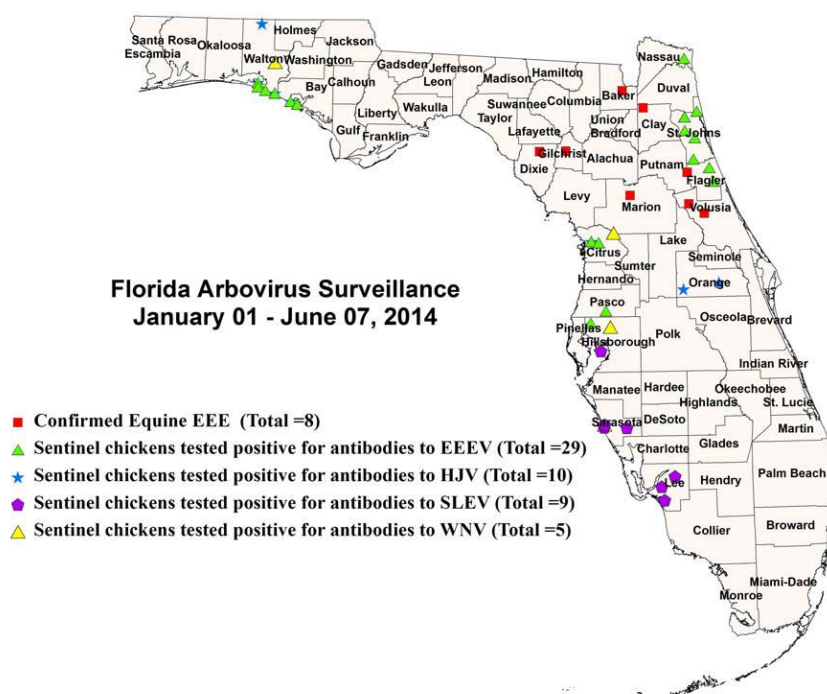 Holmes
Santa Rosa
Escambia
Okaloosa
Walton
Washington
Jackson
Bay
Calhoun
Gadsden
Liberty
Gulf
Franklin
Jefferson
Leon
Wakulla
Madison
Hamilton
Suwannee
Taylor
Lafayette
Columbia
Baker
Nassau
Duval
Union
Bradford
Clay
St. Johns
Gilchrist
Dixie
Alachua
Putnam
Flagler
Levy
Marion
Volusia
Citrus
Lake
Sumter
Hernando
Seminole
Orange
Pasco
Osceola
Brevard
Pinellas
Hillsborough
Polk
Indian River
Manatee
Hardee
Highlands
Okeechobee
St. Lucie
Sarasota
DeSoto
Martin
Charlotte
Glades
Lee
Hendry
Palm Beach
Collier
Broward
Monroe
Miami-Dade
Florida Arbovirus Surveillance
January 01 - June 07, 2014
Confirmed Equine EEE (Total =8)
Sentinel chickens tested positive for antibodies to EEEV (Total =29)
Sentinel chickens tested positive for antibodies to HJV (Total =10)
Sentinel chickens tested positive for antibodies to SLEV (Total =9)
Sentinel chickens tested positive for antibodies to WNV (Total =5)